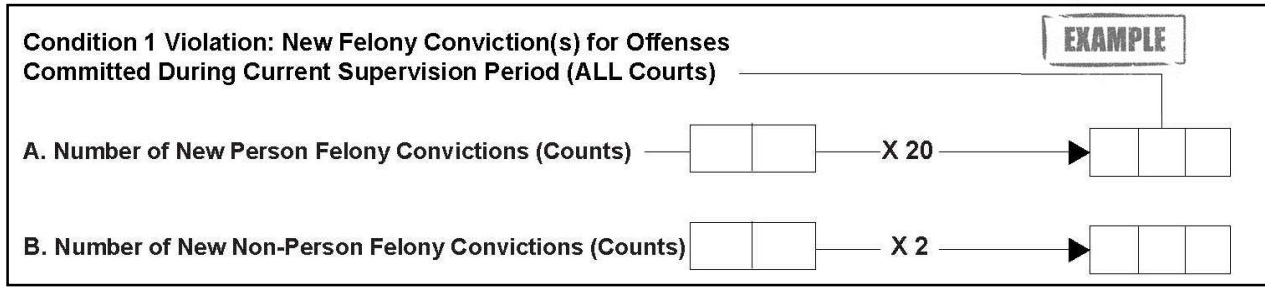 Condition 1 Violation: New Felony Conviction(s) for Offenses
EXAMPLE
Committed During Current Supervision Period (ALL Courts)
A. Number of New Person Felony Convictions (Counts) X 20
B. Number of New Non-Person Felony Convictions (Counts) X 2